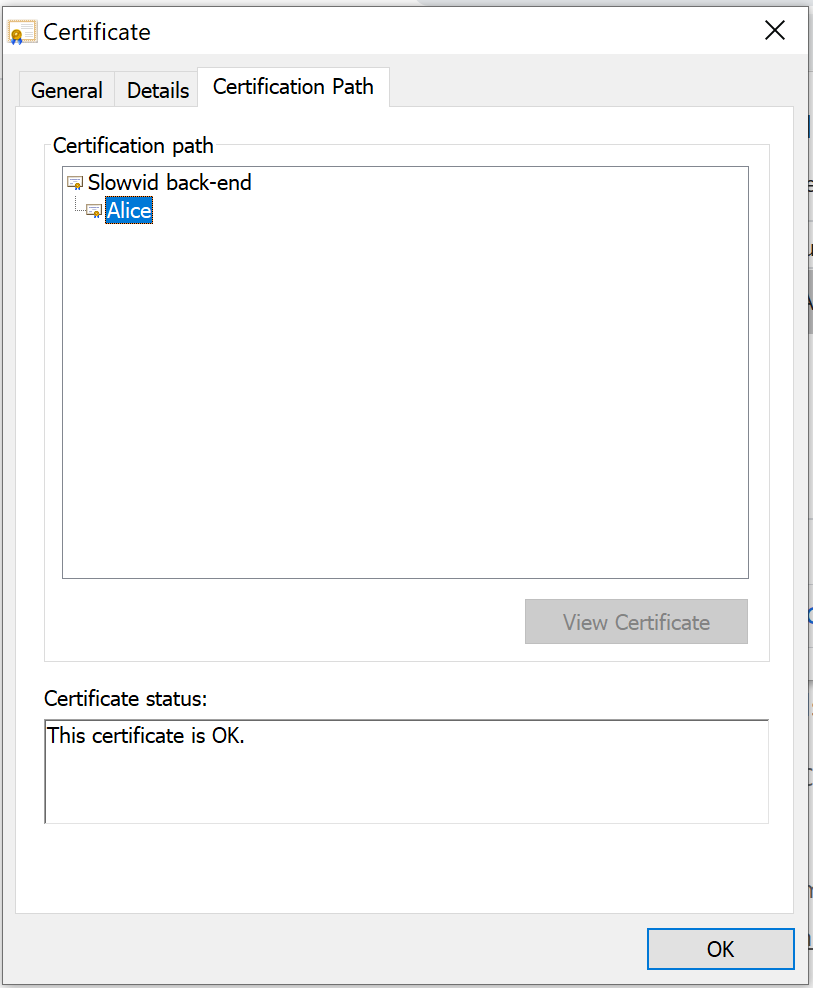 Certificate
General Details Certification Path
Certification path
Slowvid back-end
Alice
View Certificate
Certificate status:
This certificate is OK.
OK